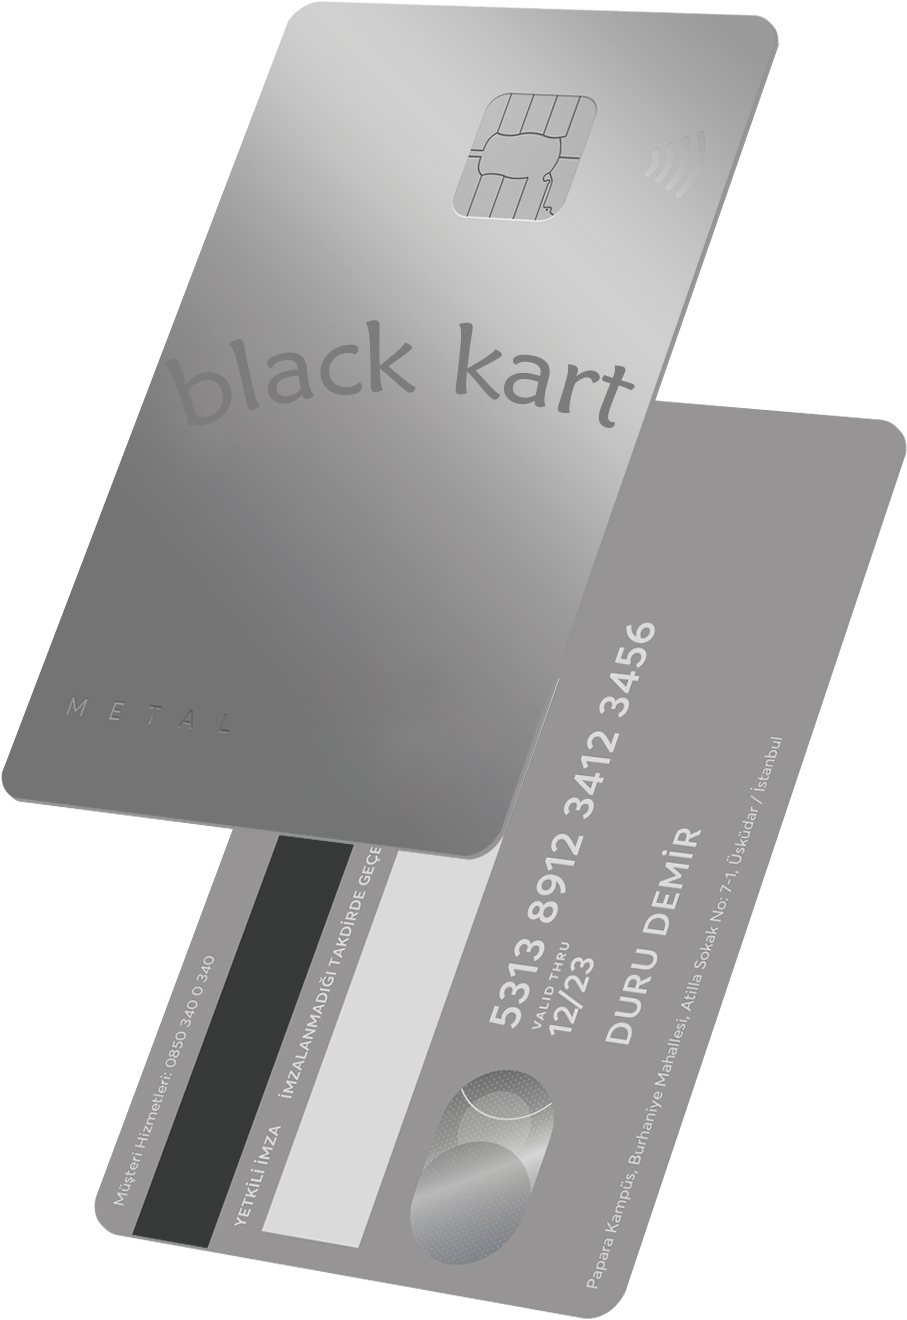 black kart
METAL
Müşteri Hizmetleri: 0850 340 0 340
YETKİLİ İMZA
İMZALANMADIĞI TAKDİRDE GEÇE
5313 8912 3412 3456
VALID THRU
12/23
DURU DEMİR
Papara Kampüs, Burhaniye Mahallesi, Atilla Sokak No: 7-1, Üsküdar / İstanbul